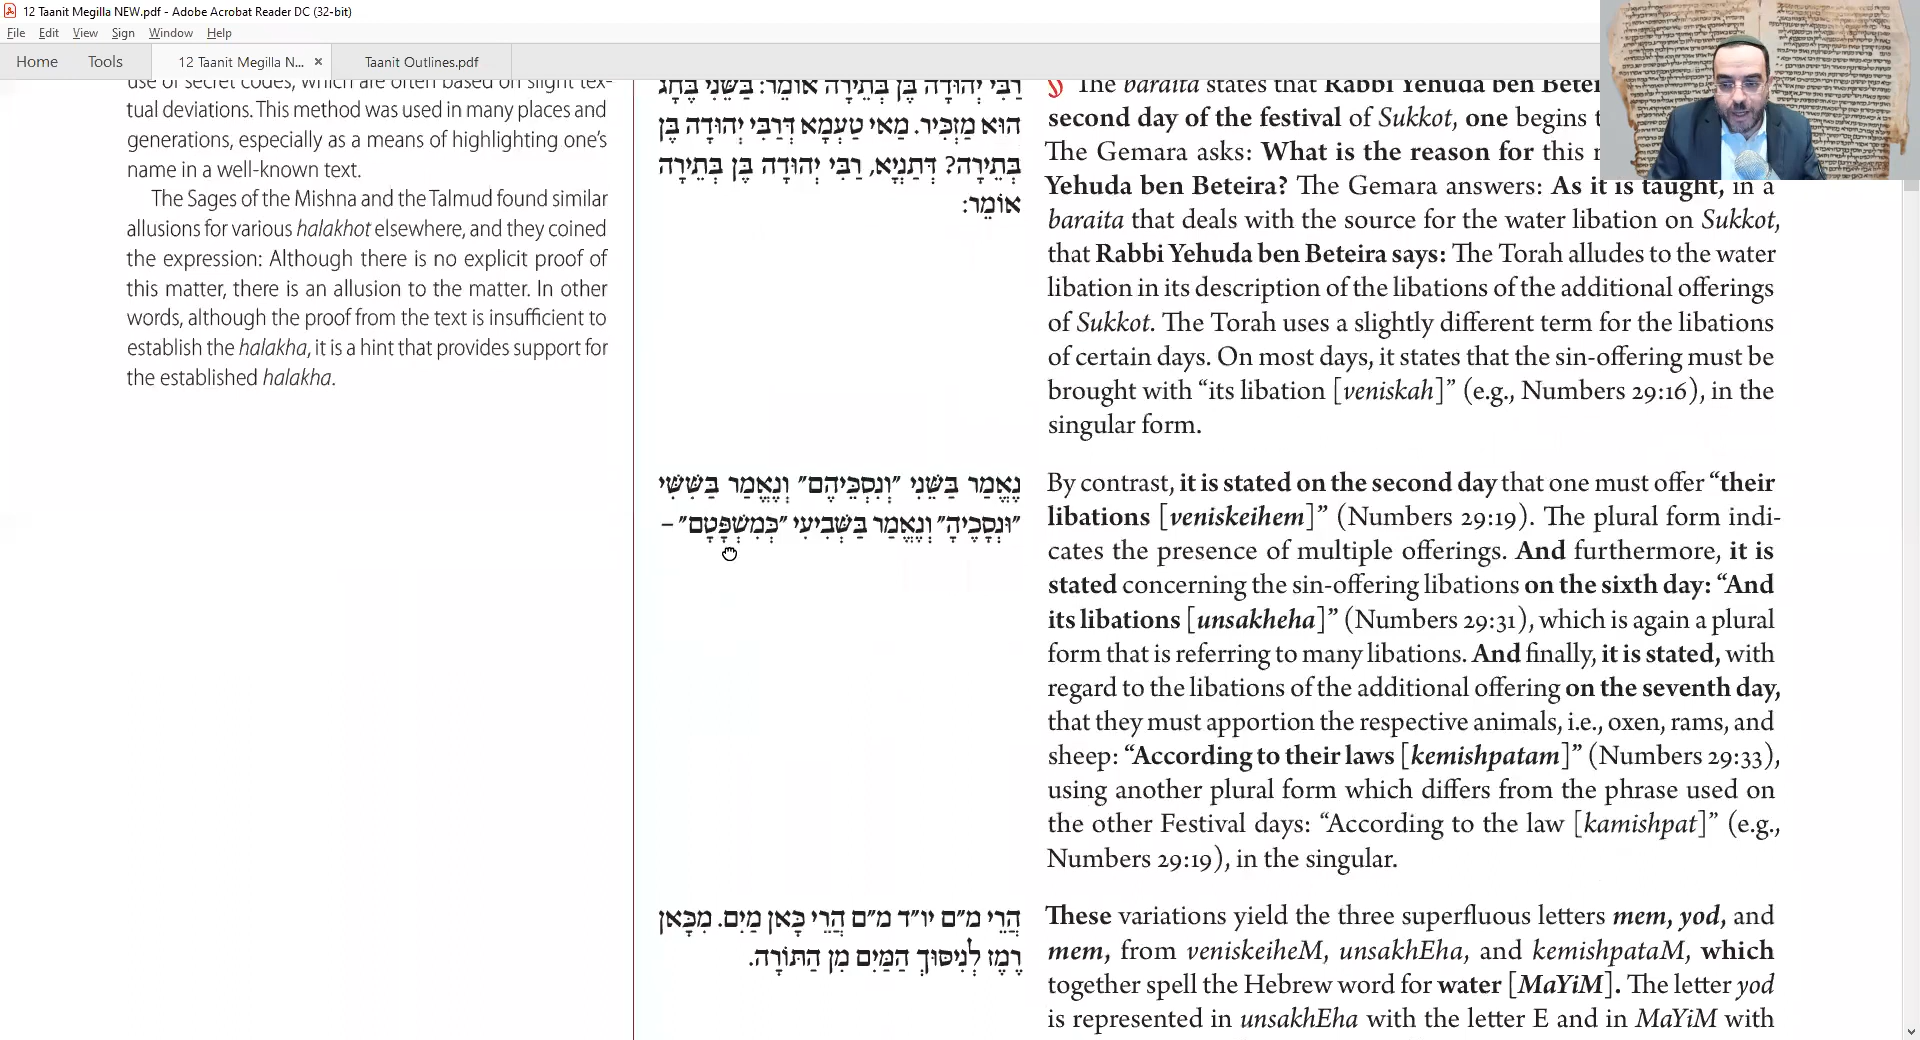 12 Taanit Megilla NEW.pdf - Adobe Acrobat Reader DC (32-bit)
File Edit View Sign Window Help
Home Tools 12 Taanit Megilla N... × Taanit Outlines.pdf
use of secret codes, which are often based on slight tex-
tual deviations. This method was used in many places and
generations, especially as a means of highlighting one’s
name in a well-known text.
The Sages of the Mishna and the Talmud found similar
allusions for various halakhot elsewhere, and they coined
the expression: Although there is no explicit proof of
this matter, there is an allusion to the matter. In other
words, although the proof from the text is insufficient to
establish the halakha, it is a hint that provides support for
the established halakha.
רַבִּי יְהוּדָה בֶּן בְּתֵירָה אוֹמֵר: בַּשֵּׁנִי בֶּחָג
הוּא מַזְכִּיר. מַאי טַעְמָא דְּרַבִּי יְהוּדָה בֶּן
בְּתֵירָה? דְּתַנְיָא, רַבִּי יְהוּדָה בֶּן בְּתֵירָה
אוֹמֵר:
נֶאֱמַר בַּשֵּׁנִי ״וְנִסְכֵּיהֶם״ וְנֶאֱמַר בַּשִּׁשִּׁי
״וּנְסָכֶיהָ״ וְנֶאֱמַר בַּשְּׁבִיעִי ״כְּמִשְׁפָּטָם״ –
הֲרֵי מ״ם יו״ד מ״ם הֲרֵי כָּאן מַיִם. מִכָּאן
רֶמֶז לְנִיסּוּךְ הַמַּיִם מִן הַתּוֹרָה.
The baraita states that Rabbi Yehuda ben Beter
second day of the festival of Sukkot, one begins t
The Gemara asks: What is the reason for this
Yehuda ben Beteira? The Gemara answers: As it is taught, in a
baraita that deals with the source for the water libation on Sukkot,
that Rabbi Yehuda ben Beteira says: The Torah alludes to the water
libation in its description of the libations of the additional offerings
of Sukkot. The Torah uses a slightly different term for the libations
of certain days. On most days, it states that the sin-offering must be
brought with “its libation [veniskah]” (e.g., Numbers 29:16), in the
singular form.
By contrast, it is stated on the second day that one must offer “their
libations [veniskeihem]” (Numbers 29:19). The plural form indi-
cates the presence of multiple offerings. And furthermore, it is
stated concerning the sin-offering libations on the sixth day: “And
its libations [unsakheha]” (Numbers 29:31), which is again a plural
form that is referring to many libations. And finally, it is stated, with
regard to the libations of the additional offering on the seventh day,
that they must apportion the respective animals, i.e., oxen, rams, and
sheep: “According to their laws [kemishpatam]” (Numbers 29:33),
using another plural form which differs from the phrase used on
the other Festival days: “According to the law [kamishpat]” (e.g.,
Numbers 29:19), in the singular.
These variations yield the three superfluous letters mem, yod, and
mem, from veniskeiheM, unsakhEha, and kemishpataM, which
together spell the Hebrew word for water [MaYiM]. The letter yod
is represented in unsakhEha with the letter E and in MaYiM with